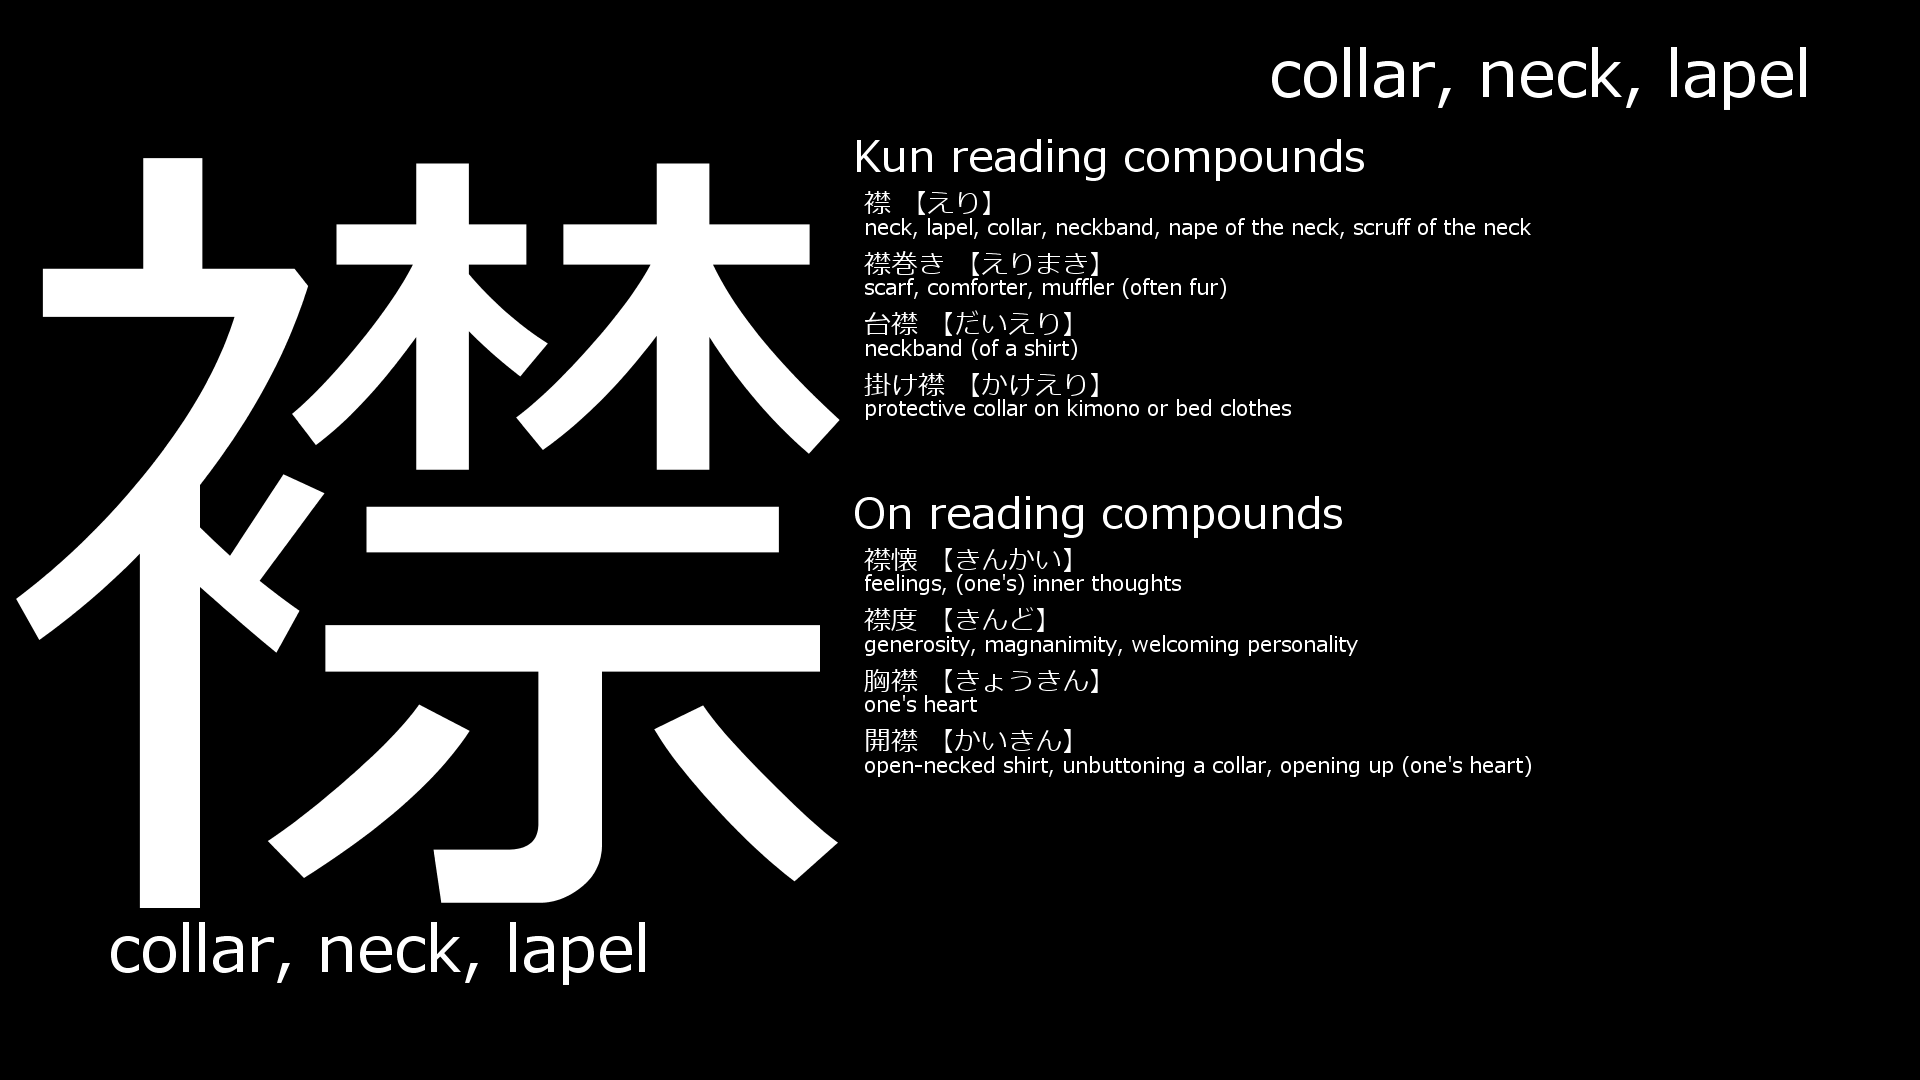 collar, neck, lapel
襟
collar, neck, lapel
Kun reading compounds
襟 【えり】
neck, lapel, collar, neckband, nape of the neck, scruff of the neck
襟巻き 【えりまき】
scarf, comforter, muffler (often fur)
台襟 【だいえり】
neckband (of a shirt)
掛け襟 【かけえり】
protective collar on kimono or bed clothes
On reading compounds
襟懐 【きんかい】
feelings, (one's) inner thoughts
襟度 【きんど】
generosity, magnanimity, welcoming personality
胸襟 【きょうきん】
one's heart
開襟 【かいきん】
open-necked shirt, unbuttoning a collar, opening up (one's heart)